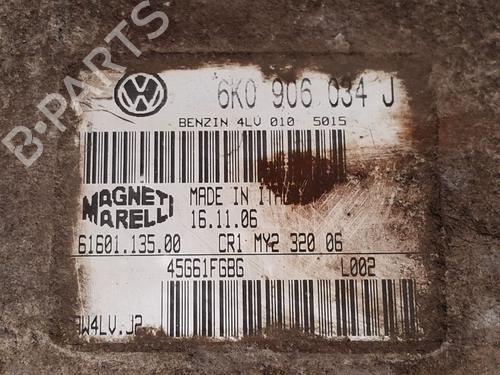 6K0 906 034 J
BENZIN 4LV 010 5015
MAGNETI MARELLI
MADE IN ITALY
16.11.06
61601.135.00 CR1 MY2 320 06
45G61FGBG L002
W4LV.J2
B-PARTS